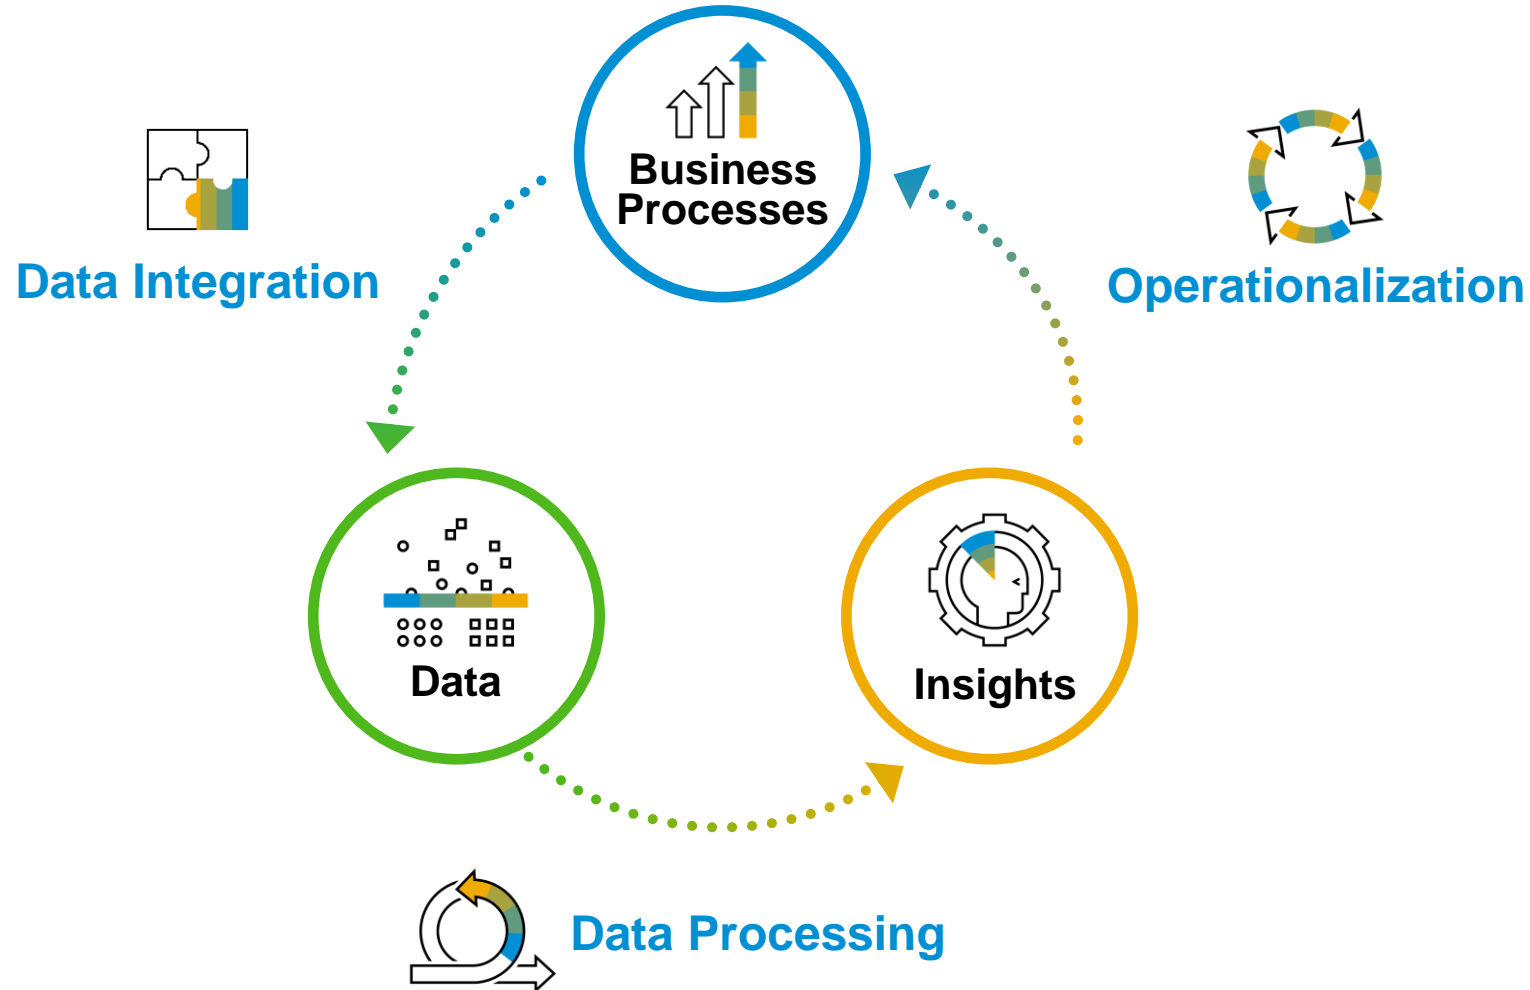 Business
Processes
Data Integration
Operationalization
Data
Insights
Data Processing